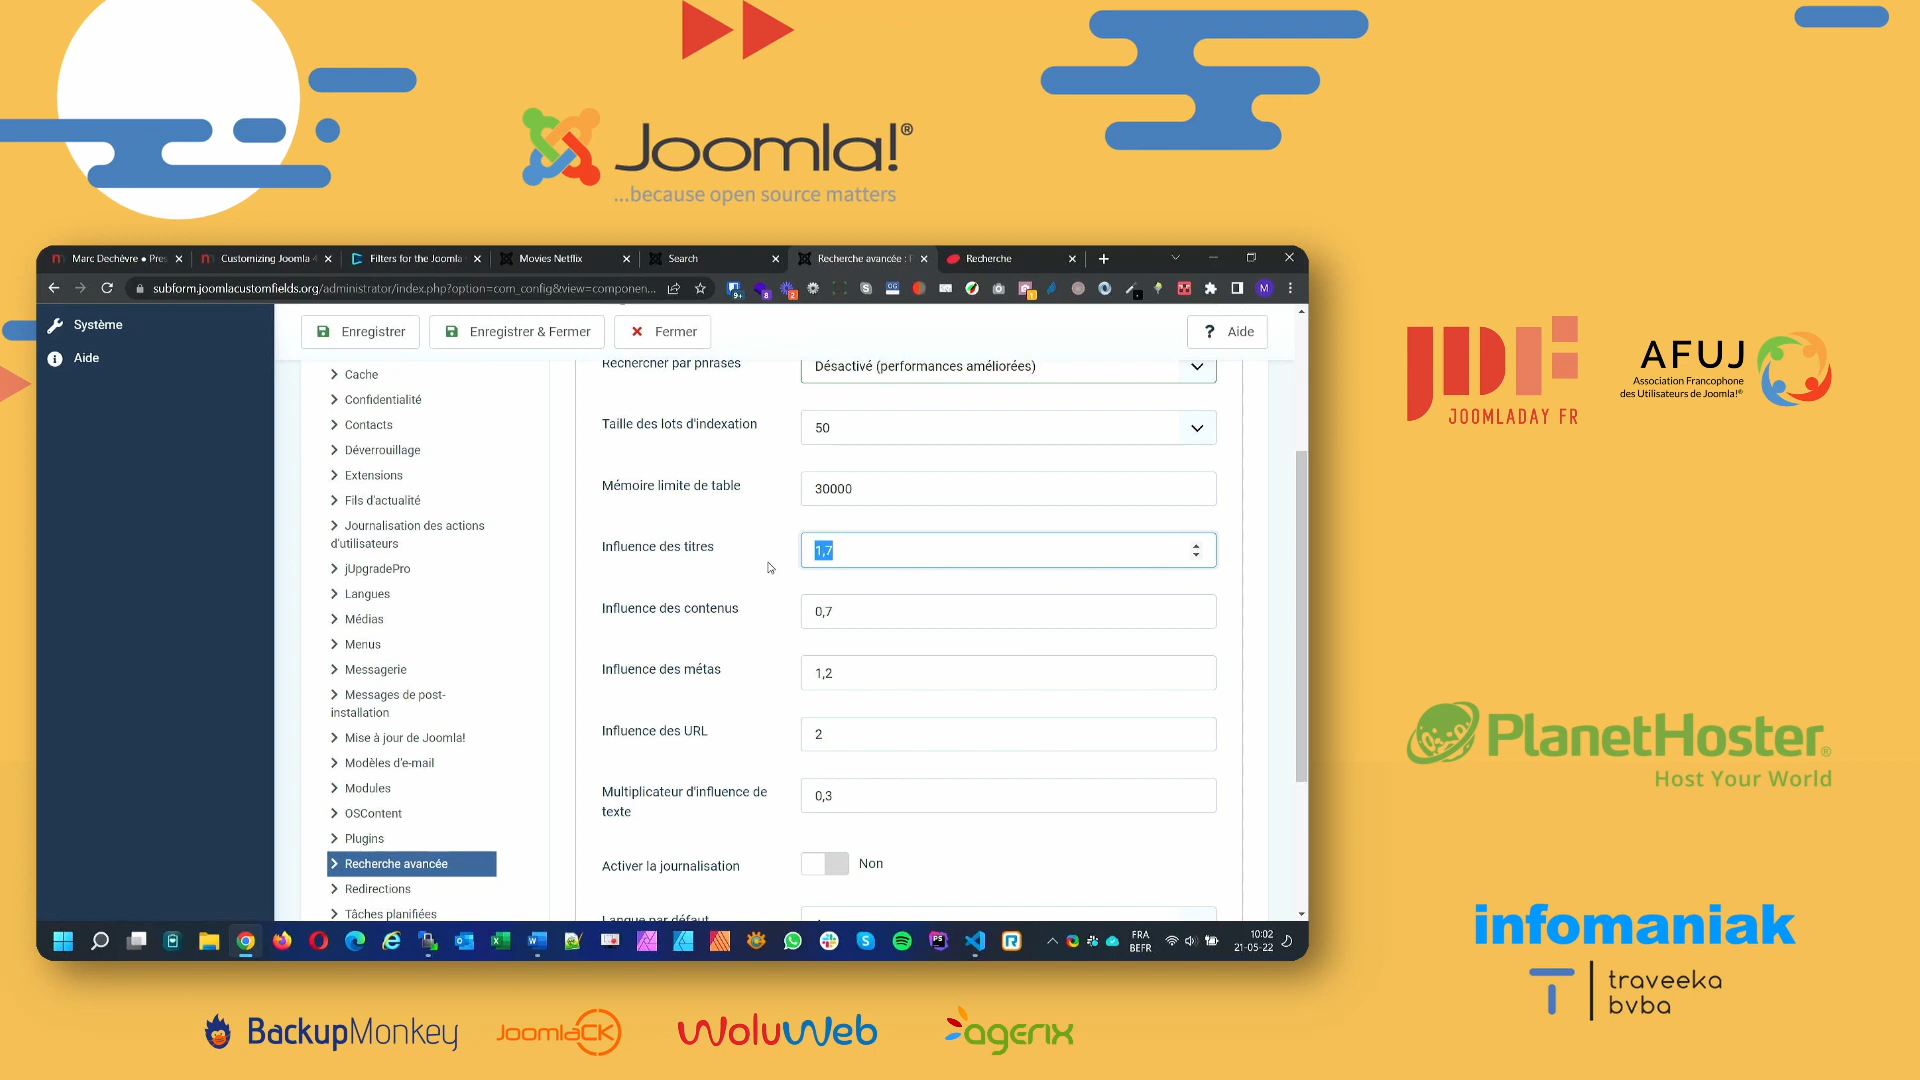 Joomla!®
...because open source matters
Marc Dechèvre ● Pres
Customizing Joomla 4
Filters for the Joomla
Movies Netflix
Search
Recherche avancée :
Recherche
subform.joomlacustomfields.org/administrator/index.php?option=com_config&view=componen...
Système
Aide
Enregistrer
Enregistrer & Fermer
Fermer
? Aide
Cache
Confidentialité
Contacts
Déverrouillage
Extensions
Fils d'actualité
Journalisation des actions
d'utilisateurs
jUpgradePro
Langues
Médias
Menus
Messagerie
Messages de post-
installation
Mise à jour de Joomla!
Modèles d'e-mail
Modules
OSContent
Plugins
Recherche avancée
Redirections
Tâches planifiées
Rechercher par phrases
Désactivé (performances améliorées)
Taille des lots d'indexation
50
Mémoire limite de table
30000
Influence des titres
1,7
Influence des contenus
0,7
Influence des métas
1,2
Influence des URL
2
Multiplicateur d'influence de
texte
0,3
Activer la journalisation
Non
Langue par défaut
FRA
BEFR
10:02
21-05-22
JDF
JOOMLADAY FR
AFUJ
Association Francophone
des Utilisateurs de Joomla!®
PlanetHoster®
Host Your World
infomaniak
T
traveeka
bvba
BackupMonkey
JoomlaCK
WoluWeb
agerix